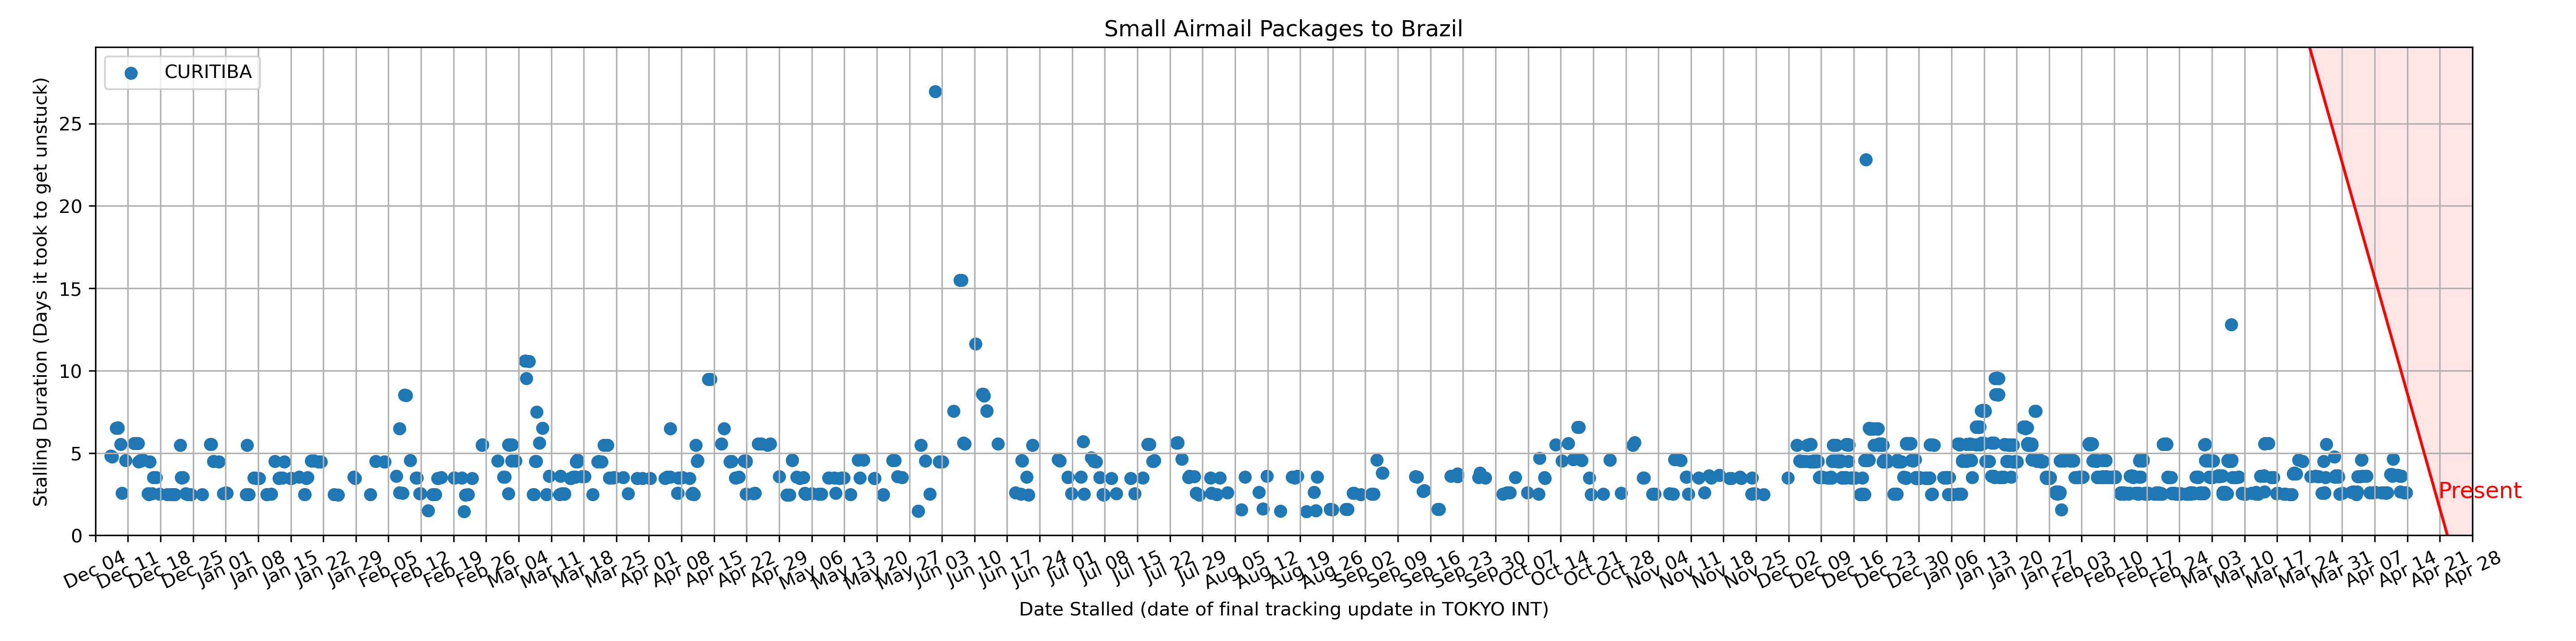 Small Airmail Packages to Brazil
CURITIBA
Stalling Duration (Days it took to get unstuck)
25
20
15
10
5
0
Present
Dec 04 Dec 11 Dec 18 Dec 25 Jan 01 Jan 08 Jan 15 Jan 22 Jan 29 Feb 05 Feb 12 Feb 19 Feb 26 Mar 04 Mar 11 Mar 18 Mar 25 Apr 01 Apr 08 Apr 15 Apr 22 Apr 29 May 06 May 13 May 20 May 27 Jun 03 Jun 10 Jun 17 Jun 24 Jul 01 Jul 08 Jul 15 Jul 22 Jul 29 Aug 05 Aug 12 Aug 19 Aug 26 Sep 02 Sep 09 Sep 16 Sep 23 Sep 30 Oct 07 Oct 14 Oct 21 Oct 28 Nov 04 Nov 11 Nov 18 Nov 25 Dec 02 Dec 09 Dec 16 Dec 23 Dec 30 Jan 06 Jan 13 Jan 20 Jan 27 Feb 03 Feb 10 Feb 17 Feb 24 Mar 03 Mar 10 Mar 17 Mar 24 Mar 31 Apr 07 Apr 14 Apr 21 Apr 28
Date Stalled (date of final tracking update in TOKYO INT)